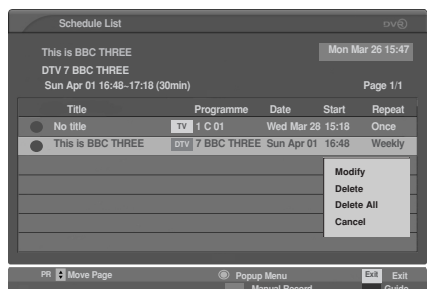 Schedule List DVB
This is BBC THREE Mon Mar 26 15:47
DTV 7 BBC THREE
Sun Apr 01 16:48~17:18 (30min) Page 1/1
Title Programme Date Start Repeat
No title TV 1 C 01 Wed Mar 28 15:18 Once
This is BBC THREE DTV 7 BBC THREE Sun Apr 01 16:48 Weekly
Modify
Delete
Delete All
Cancel
PR Move Page Popup Menu Exit Exit
Manual Record Guide